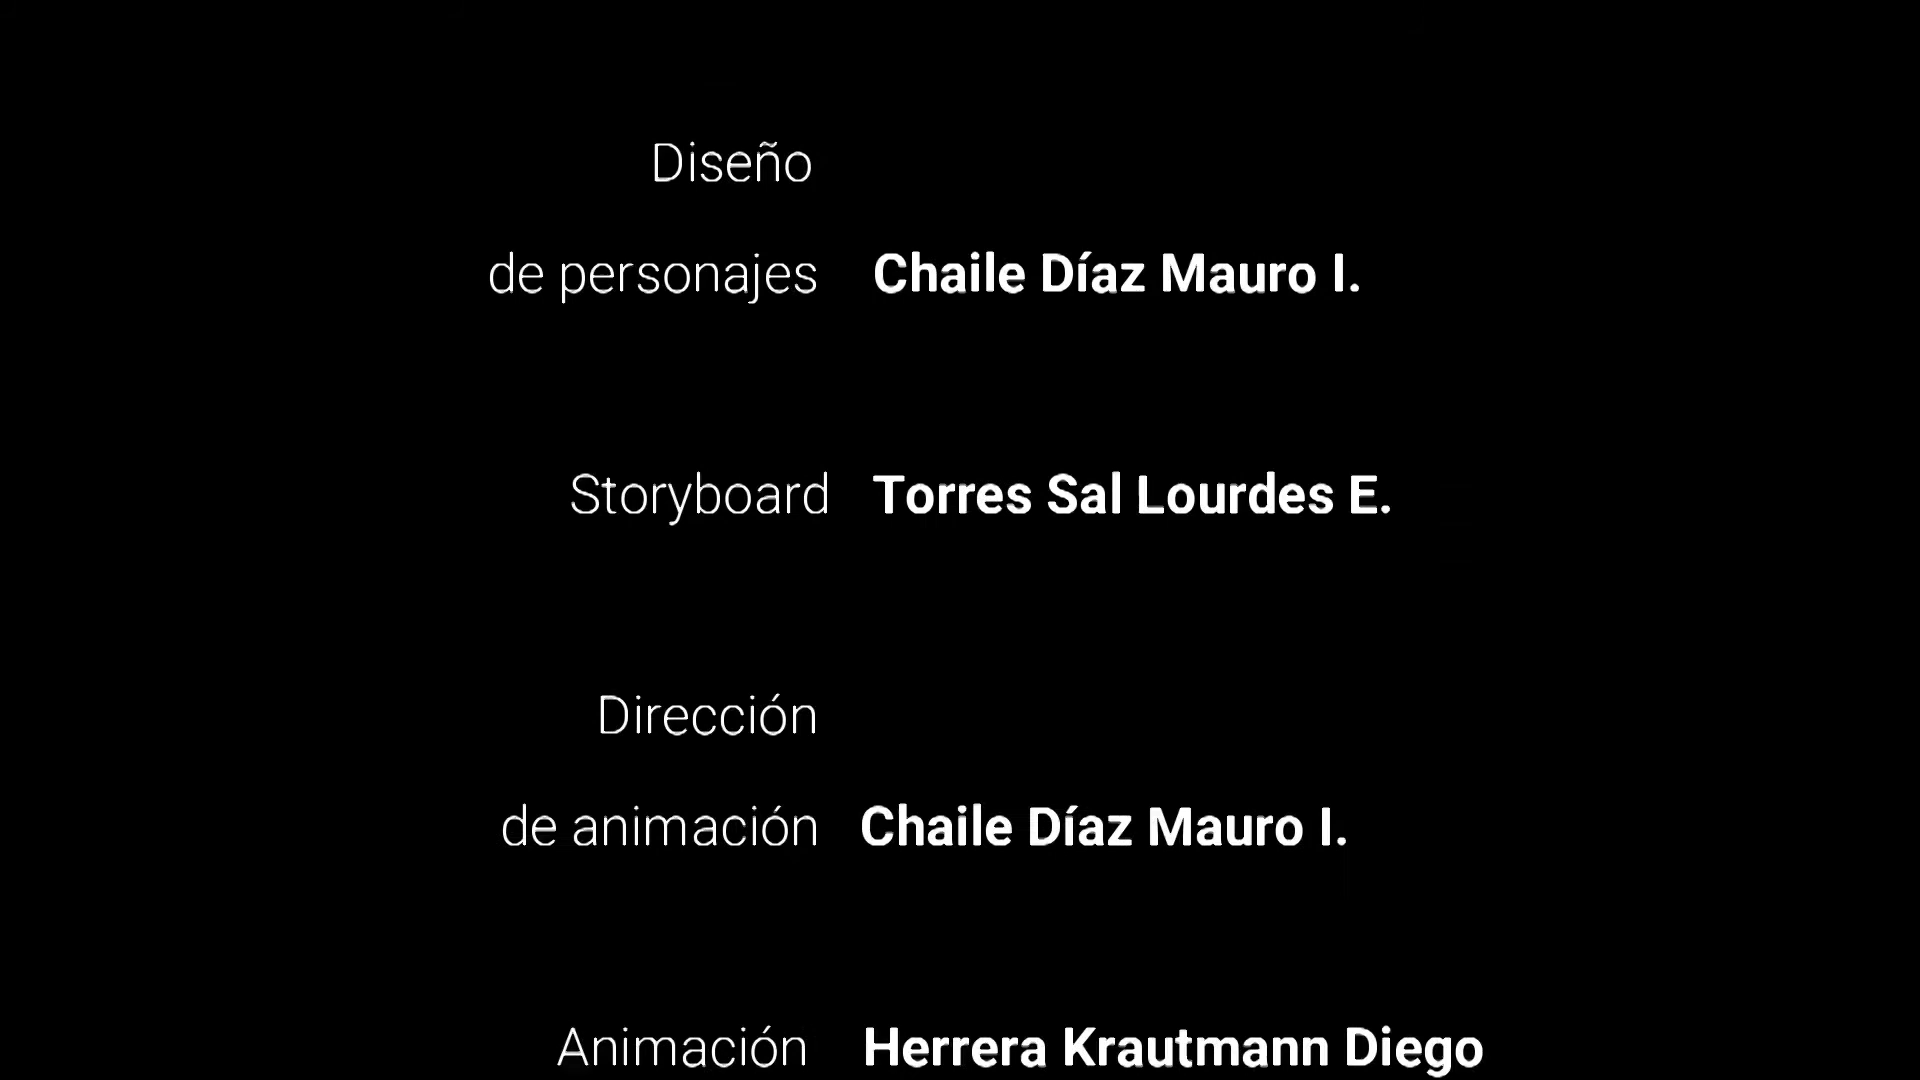 Diseño
de personajes Chaile Díaz Mauro I.
Storyboard Torres Sal Lourdes E.
Dirección
de animación Chaile Díaz Mauro I.
Animación Herrera Krautmann Diego